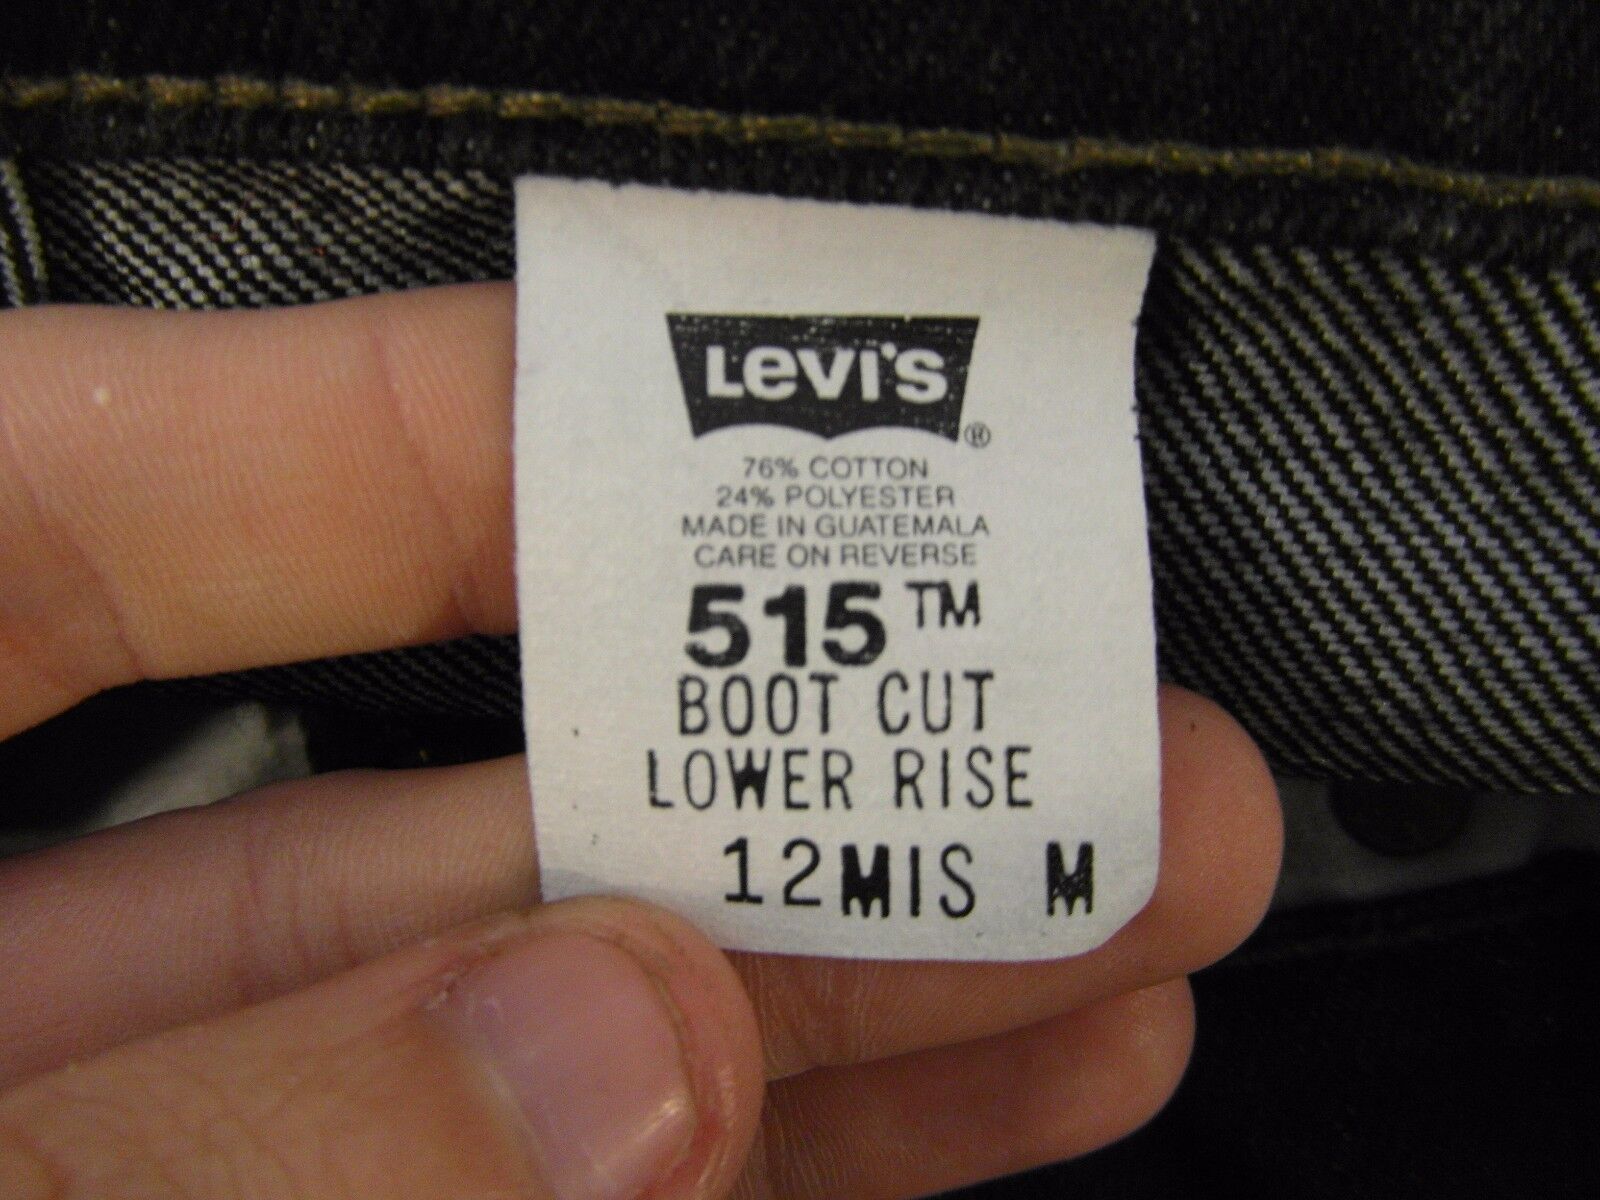 LEVI'S ®
76% COTTON
24% POLYESTER
MADE IN GUATEMALA
CARE ON REVERSE
515™
BOOT CUT
LOWER RISE
12MIS M